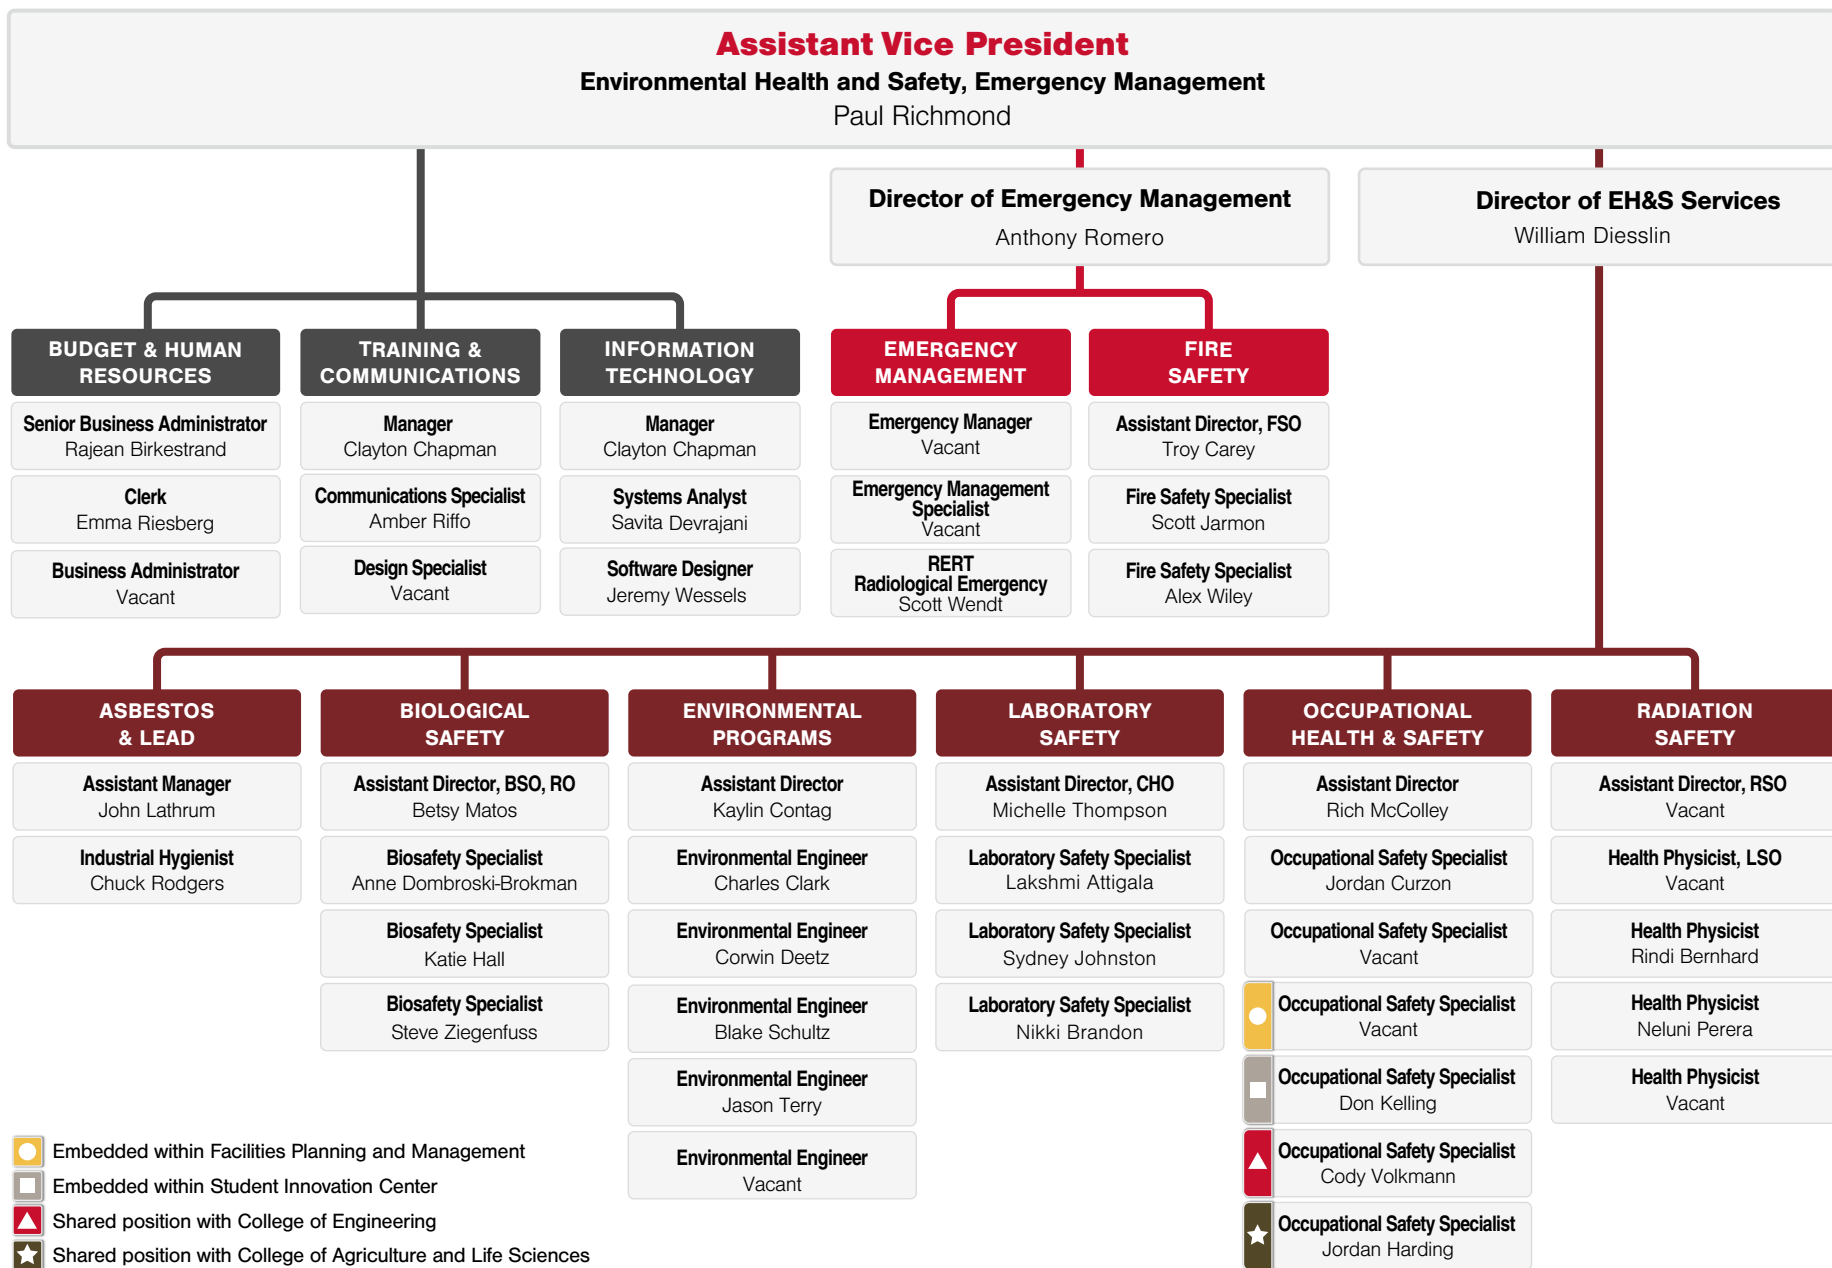 Assistant Vice President
Environmental Health and Safety, Emergency Management
Paul Richmond
Director of Emergency Management
Anthony Romero
Director of EH&S Services
William Diesslin
BUDGET & HUMAN
RESOURCES
Senior Business Administrator
Rajean Birkestrand
Clerk
Emma Riesberg
Business Administrator
Vacant
TRAINING &
COMMUNICATIONS
Manager
Clayton Chapman
Communications Specialist
Amber Riffo
Design Specialist
Vacant
INFORMATION
TECHNOLOGY
Manager
Clayton Chapman
Systems Analyst
Savita Devrajani
Software Designer
Jeremy Wessels
EMERGENCY
MANAGEMENT
Emergency Manager
Vacant
Emergency Management
Specialist
Vacant
RERT
Radiological Emergency
Scott Wendt
FIRE
SAFETY
Assistant Director, FSO
Troy Carey
Fire Safety Specialist
Scott Jarmon
Fire Safety Specialist
Alex Wiley
ASBESTOS
& LEAD
Assistant Manager
John Lathrum
Industrial Hygienist
Chuck Rodgers
BIOLOGICAL
SAFETY
Assistant Director, BSO, RO
Betsy Matos
Biosafety Specialist
Anne Dombroski-Brokman
Biosafety Specialist
Katie Hall
Biosafety Specialist
Steve Ziegenfuss
ENVIRONMENTAL
PROGRAMS
Assistant Director
Kaylin Contag
Environmental Engineer
Charles Clark
Environmental Engineer
Corwin Deetz
Environmental Engineer
Blake Schultz
Environmental Engineer
Jason Terry
Environmental Engineer
Vacant
LABORATORY
SAFETY
Assistant Director, CHO
Michelle Thompson
Laboratory Safety Specialist
Lakshmi Attigala
Laboratory Safety Specialist
Sydney Johnston
Laboratory Safety Specialist
Nikki Brandon
OCCUPATIONAL
HEALTH & SAFETY
Assistant Director
Rich McColley
Occupational Safety Specialist
Jordan Curzon
Occupational Safety Specialist
Vacant
Occupational Safety Specialist
Vacant
Occupational Safety Specialist
Don Kelling
Occupational Safety Specialist
Cody Volkmann
Occupational Safety Specialist
Jordan Harding
RADIATION
SAFETY
Assistant Director, RSO
Vacant
Health Physicist, LSO
Vacant
Health Physicist
Rindi Bernhard
Health Physicist
Neluni Perera
Health Physicist
Vacant
Embedded within Facilities Planning and Management
Embedded within Student Innovation Center
Shared position with College of Engineering
Shared position with College of Agriculture and Life Sciences